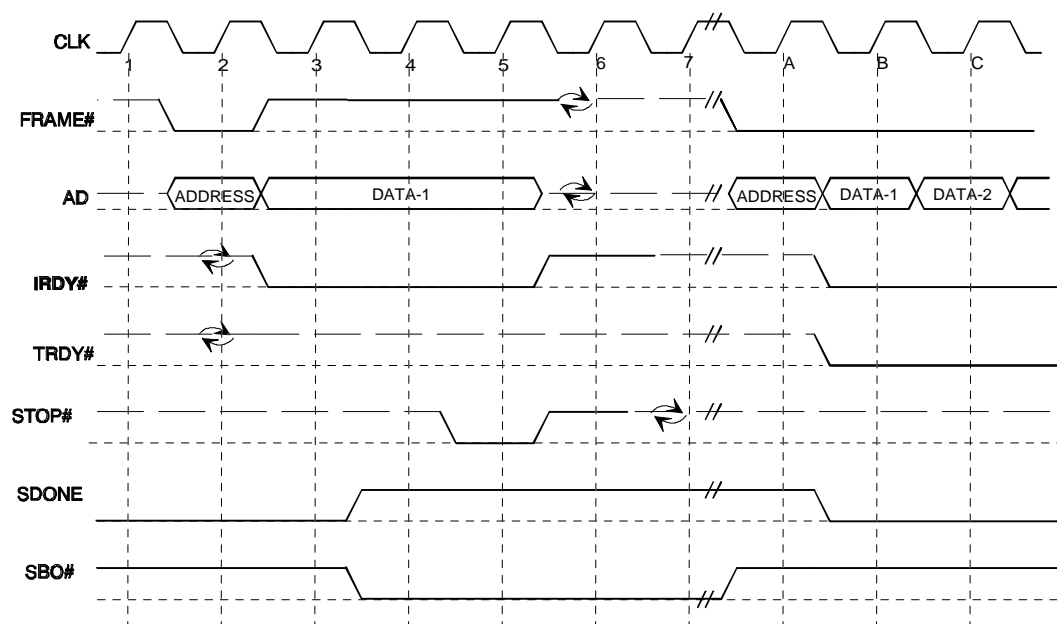 CLK
1 2 3 4 5 6 7 A B C
FRAME#
AD ADDRESS DATA-1 ADDRESS DATA-1 DATA-2
IRDY#
TRDY#
STOP#
SDONE
SBO#